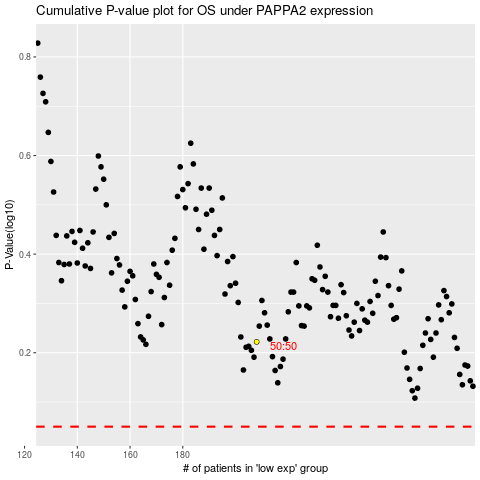 Cumulative P-value plot for OS under PAPPA2 expression
P-Value(log10)
0.8
0.6
0.4
0.2
50:50
120 140 160 180
# of patients in 'low exp' group